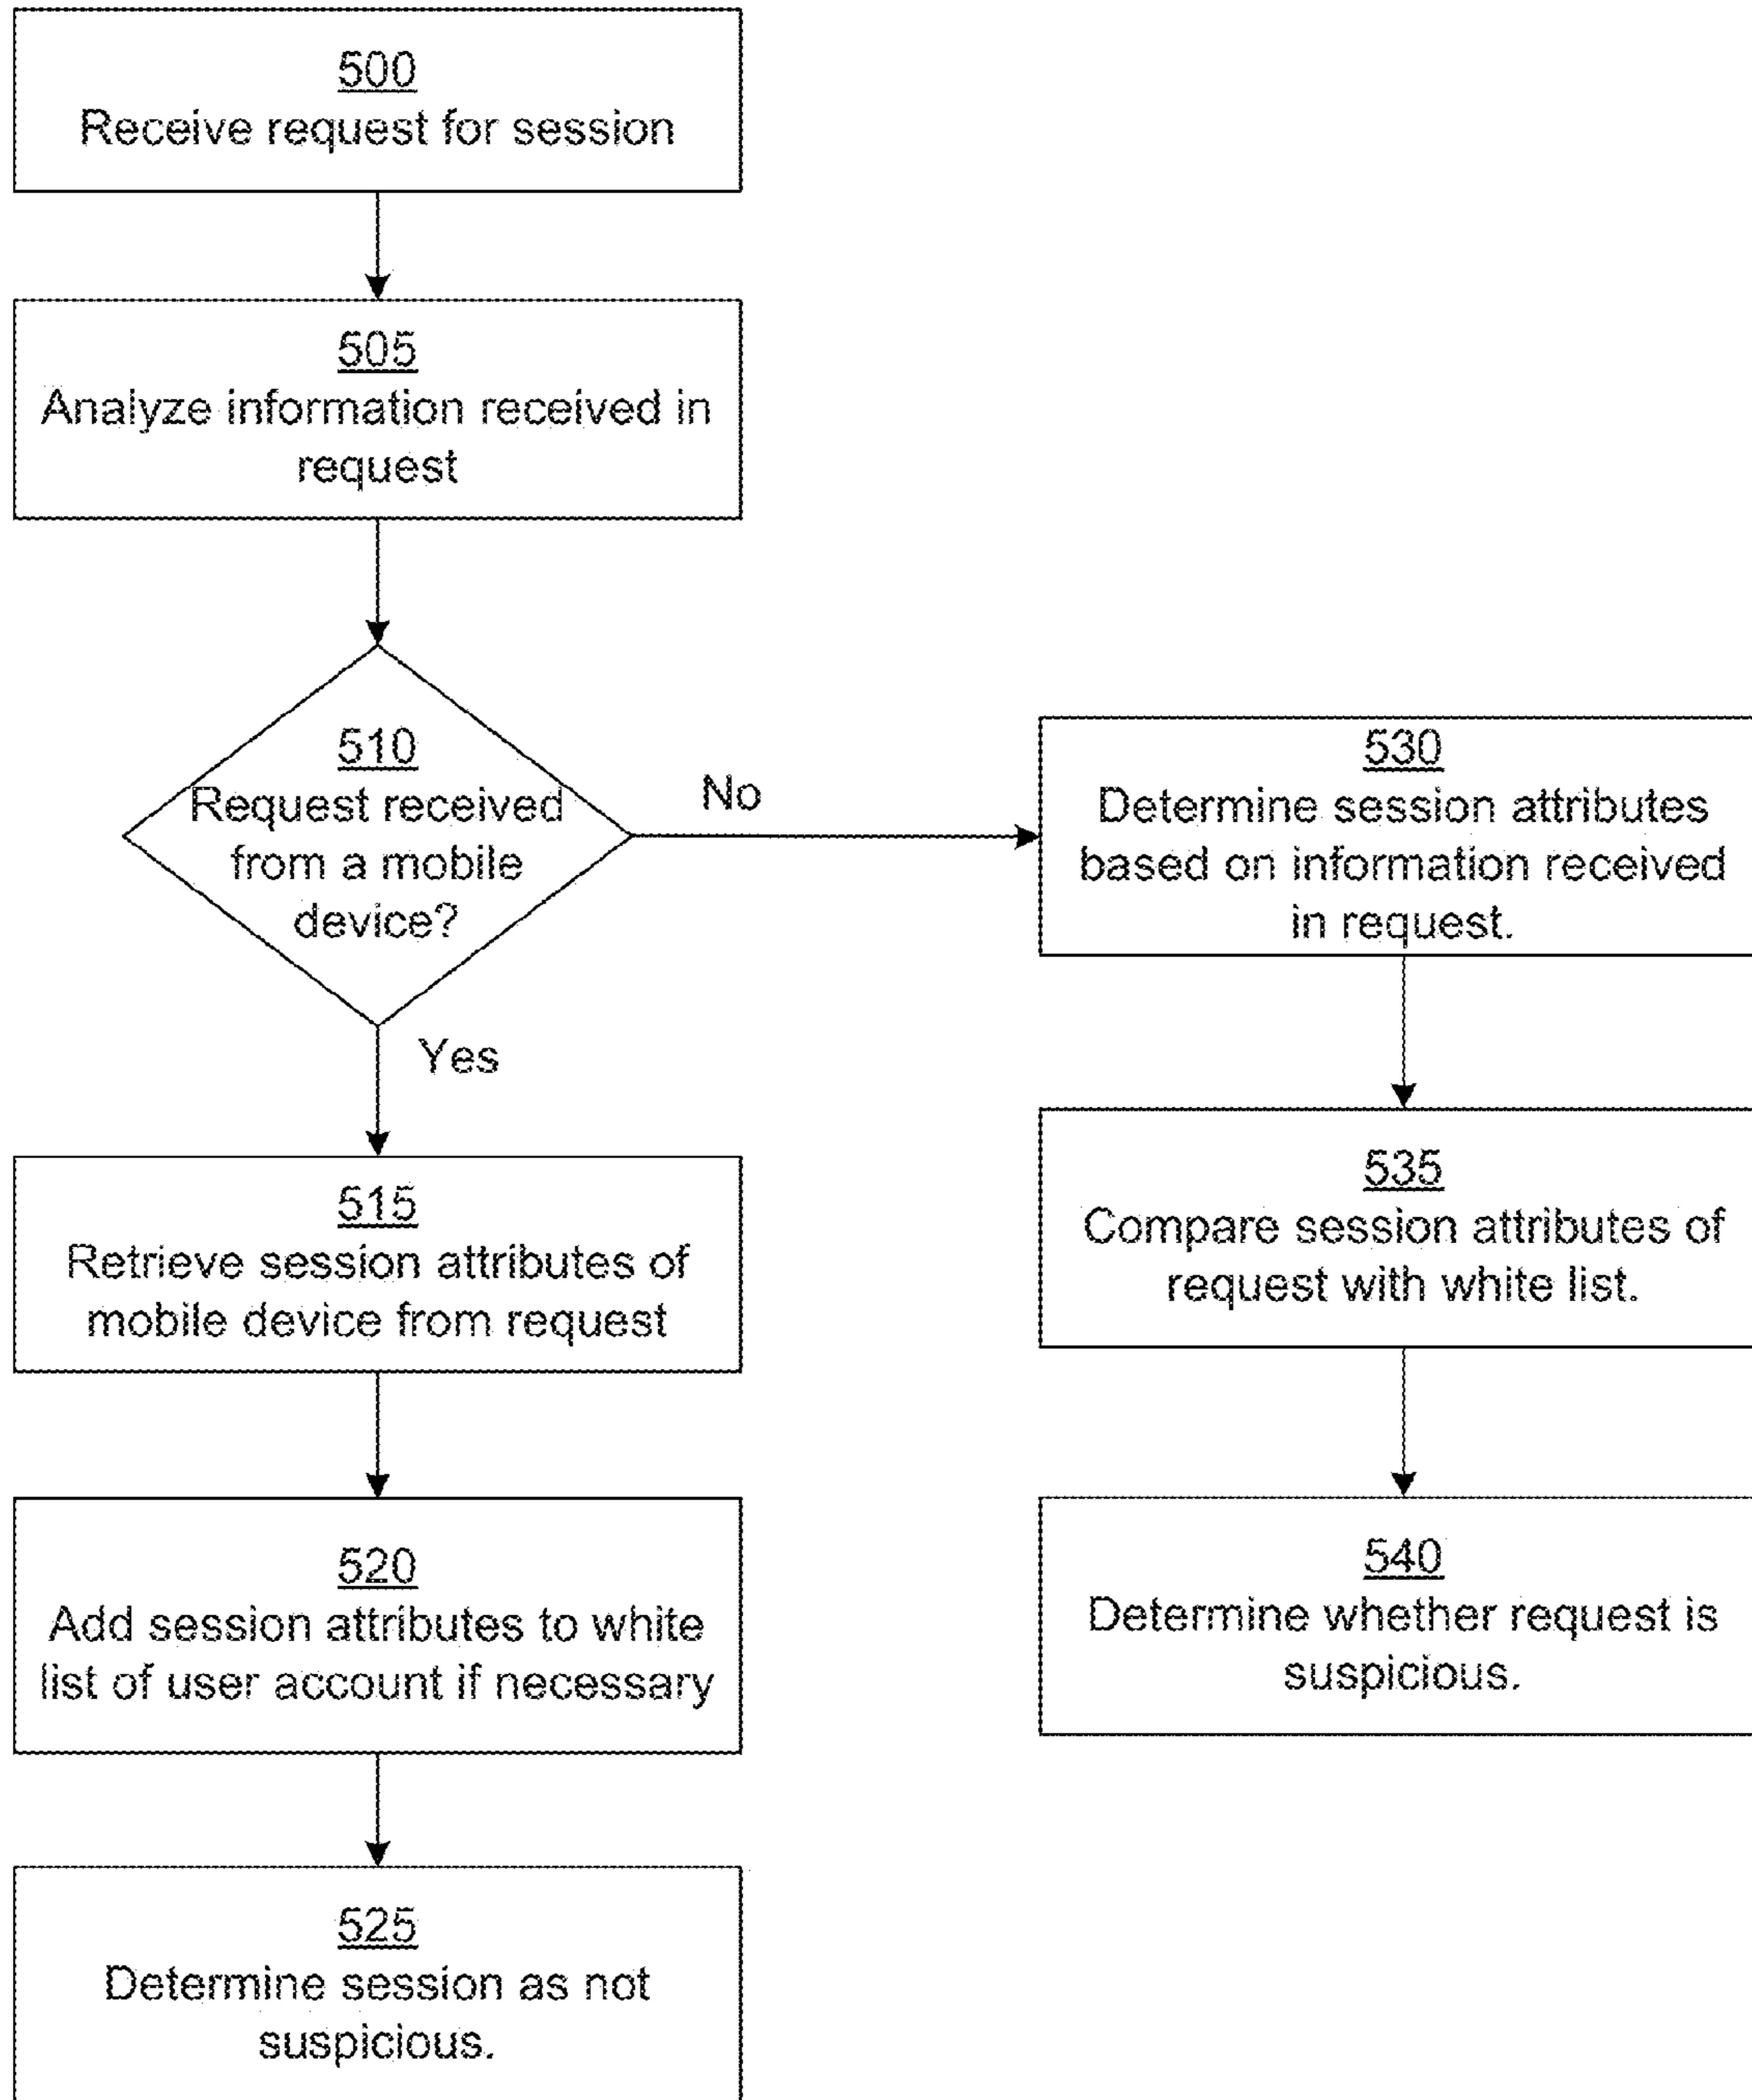 500
Receive request for session
505
Analyze information received in
request
510
Request received
from a mobile
device?
No
Yes
515
Retrieve session attributes of
mobile device from request
520
Add session attributes to white
list of user account if necessary
525
Determine session as not
suspicious.
530
Determine session attributes
based on information received
in request.
535
Compare session attributes of
request with white list.
540
Determine whether request is
suspicious.